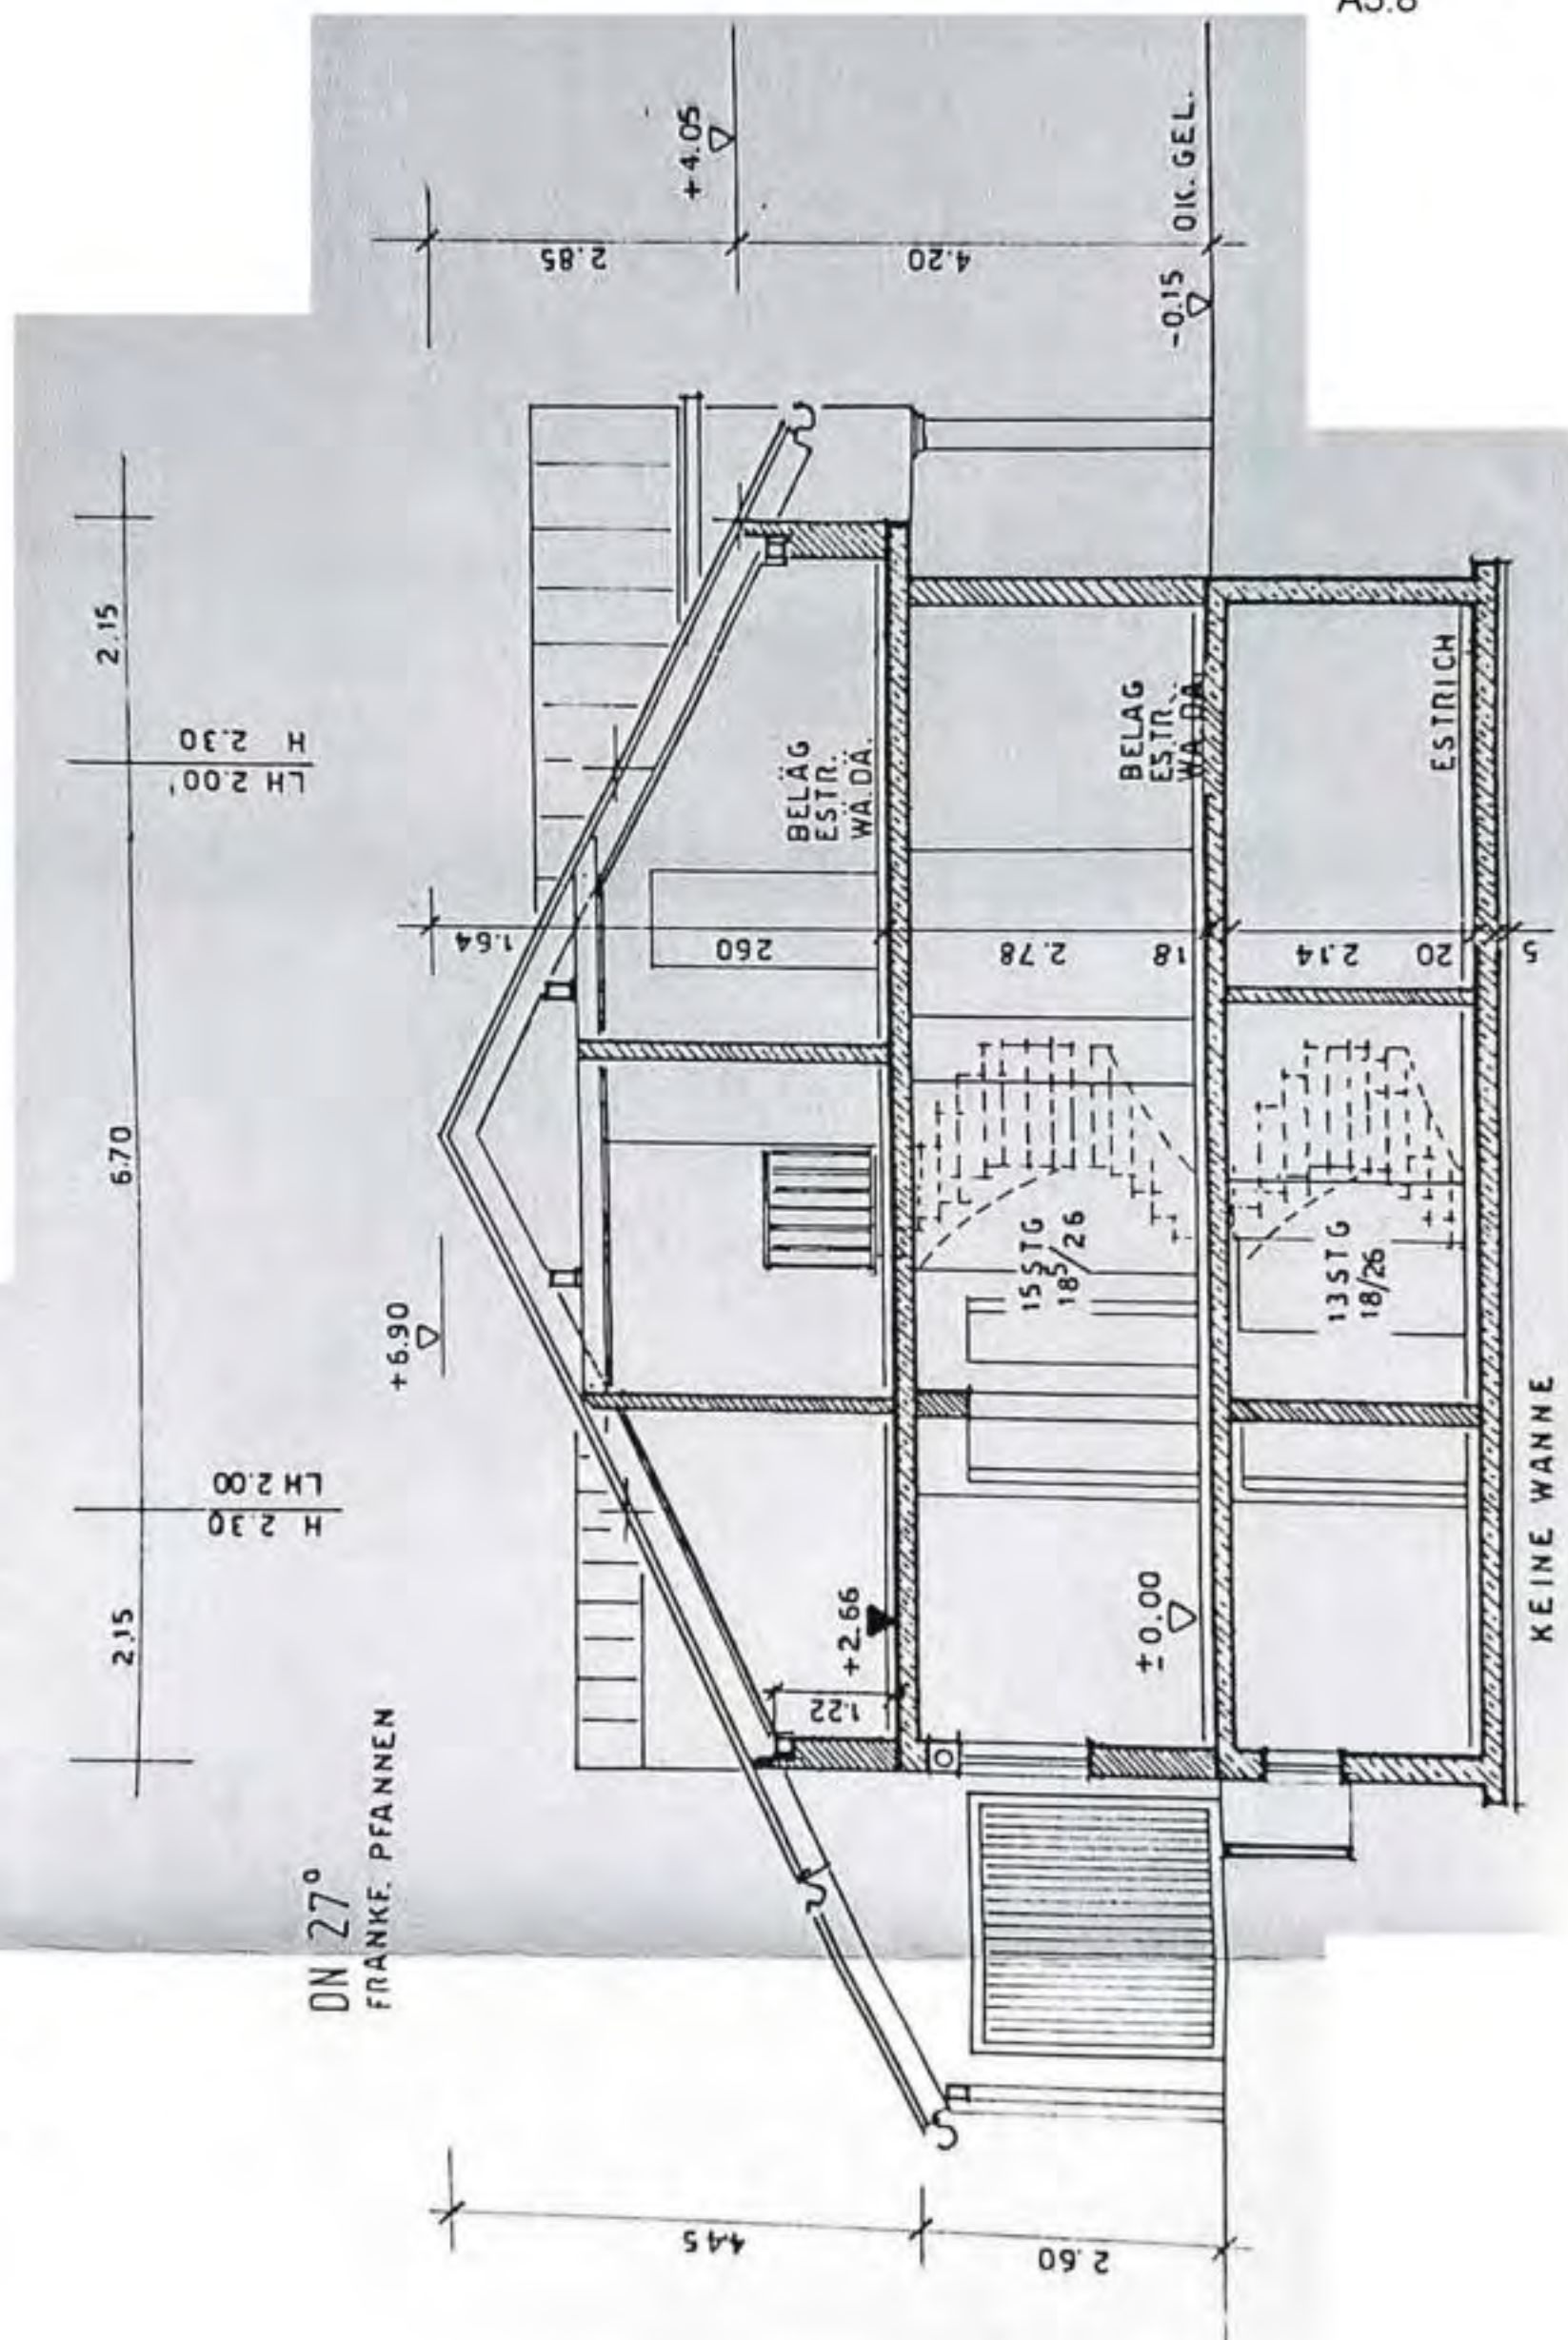 A5.8
+4.05
OK.GEL.
2.85
4.20
-0.15
2.15
H 2.30
LH 2.00
BELÄG
ESTR.
WÄ.DÄ.
BELAG
ESTR.
WÄ.DÄ.
ESTRICH
1.64
260
2.78
18
2.14
20
5
6.70
+6.90
15 STG
18⁵/26
13 STG
18/26
LH 2.00
H 2.30
KEINE WANNE
2.15
+2.66
1.22
±0.00
DN 27°
FRANKF. PFANNEN
4.45
2.60